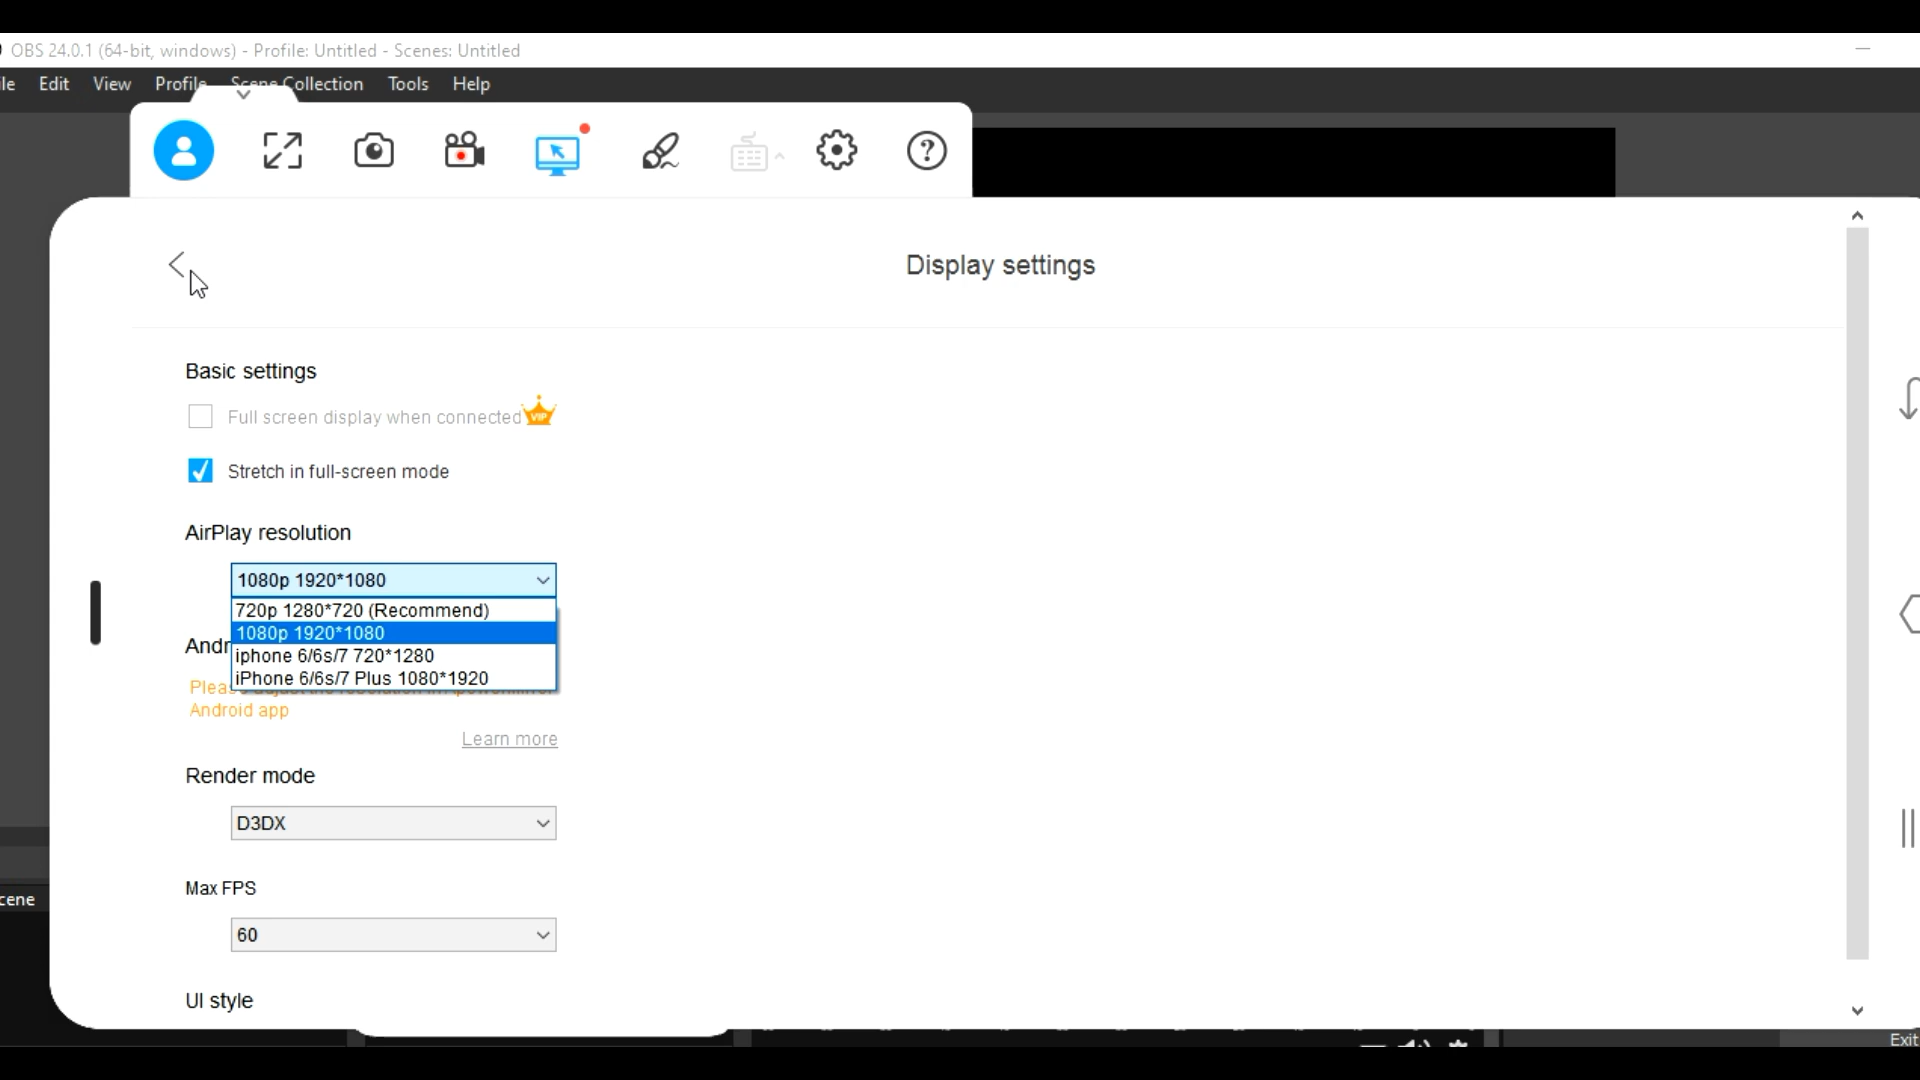 OBS 24.0.1 (64-bit, windows) - Profile: Untitled - Scenes: Untitled
Edit View Profile Scene Collection Tools Help
Display settings
Basic settings
Full screen display when connected VIP
Stretch in full-screen mode
AirPlay resolution
1080p 1920*1080
720p 1280*720 (Recommend)
1080p 1920*1080
iphone 6/6s/7 720*1280
iPhone 6/6s/7 Plus 1080*1920
Android app
Learn more
Render mode
D3DX
Max FPS
60
UI style
Exit